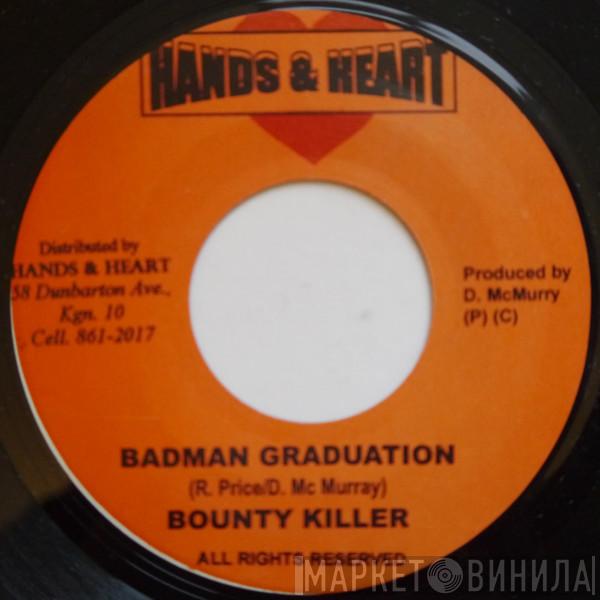 HANDS & HEART
Distributed by
HANDS & HEART
58 Dunbarton Ave.,
Kgn. 10
Cell. 861-2017
Produced by
D. McMurry
(P) (C)
BADMAN GRADUATION
(R. Price/D. Mc Murray)
BOUNTY KILLER
ALL RIGHTS RESERVED
МАРКЕТ ВИНИЛА